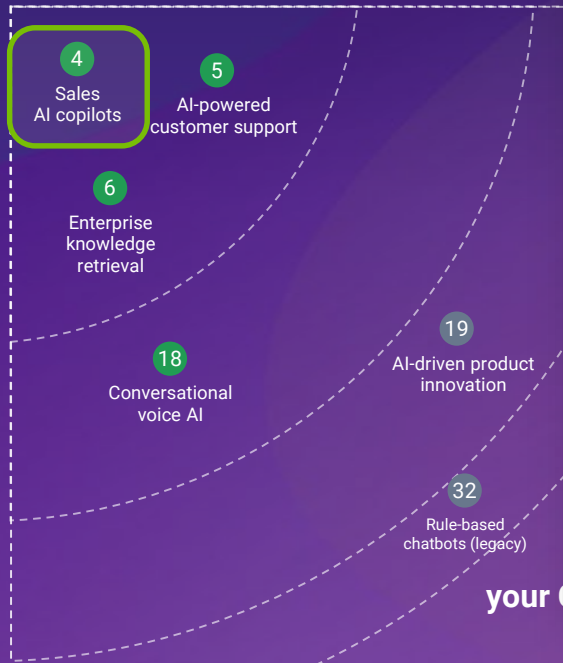 4
Sales
AI copilots
5
AI-powered
customer support
6
Enterprise
knowledge
retrieval
18
Conversational
voice AI
19
AI-driven product
innovation
32
Rule-based
chatbots (legacy)
your